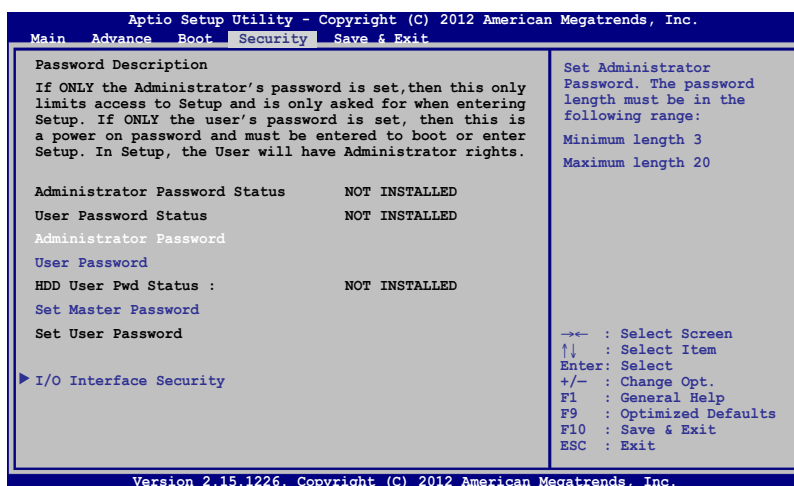 Aptio Setup Utility - Copyright (C) 2012 American Megatrends, Inc.
Main Advance Boot Security Save & Exit
Password Description
If ONLY the Administrator's password is set,then this only
limits access to Setup and is only asked for when entering
Setup. If ONLY the user's password is set, then this is
a power on password and must be entered to boot or enter
Setup. In Setup, the User will have Administrator rights.
Administrator Password Status NOT INSTALLED
User Password Status NOT INSTALLED
Administrator Password
User Password
HDD User Pwd Status : NOT INSTALLED
Set Master Password
Set User Password
▶ I/O Interface Security
Set Administrator
Password. The password
length must be in the
following range:
Minimum length 3
Maximum length 20
→← : Select Screen
↑↓ : Select Item
Enter: Select
+/— : Change Opt.
F1 : General Help
F9 : Optimized Defaults
F10 : Save & Exit
ESC : Exit
Version 2.15.1226. Copyright (C) 2012 American Megatrends, Inc.